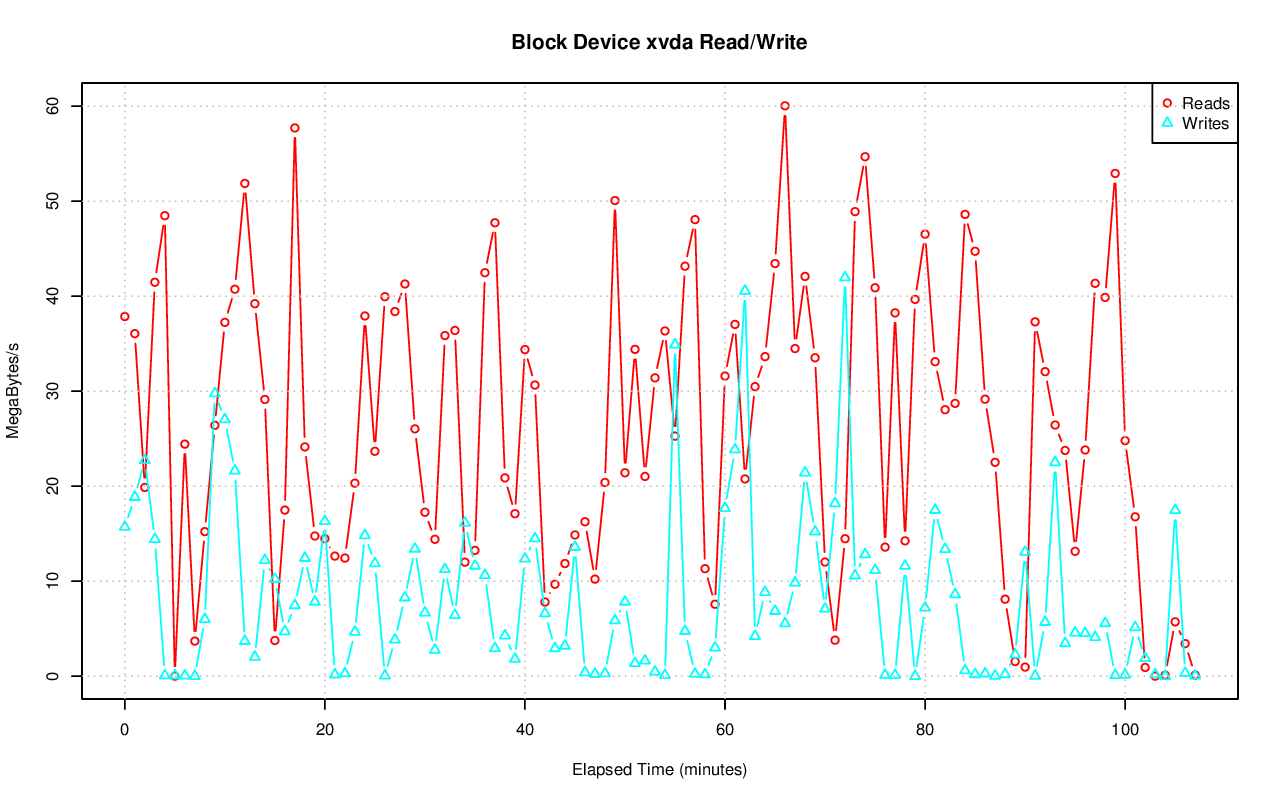 Block Device xvda Read/Write
Reads
Writes
MegaBytes/s
60
50
40
30
20
10
0
0 20 40 60 80 100
Elapsed Time (minutes)